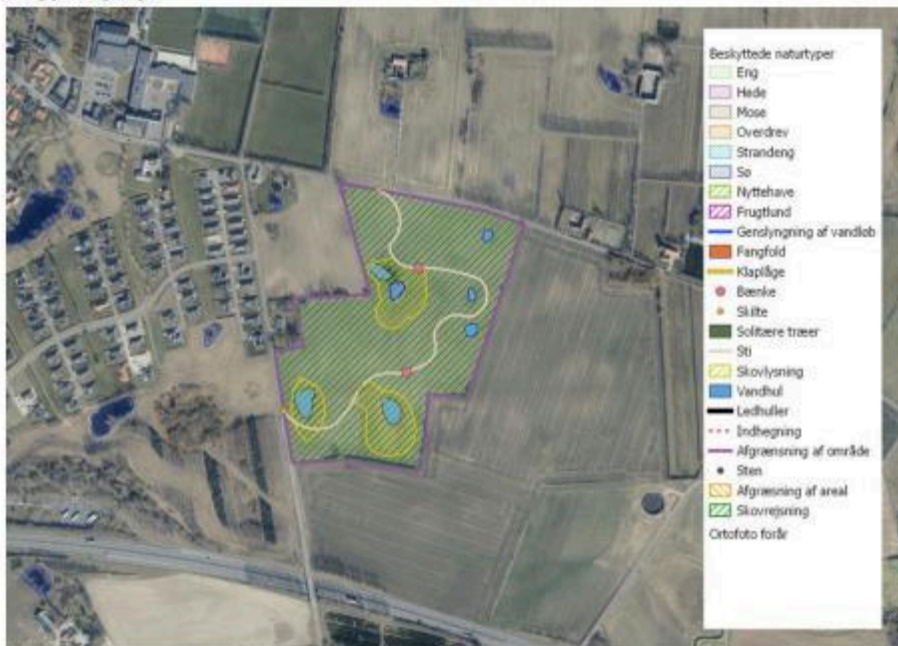 Beskyttede naturtyper
Eng
Hede
Mose
Overdrev
Strandeng
Sø
Nyttehave
Frugtlund
Genslyngning af vandløb
Fangfold
Klaplåge
Bænke
Skilte
Solitære træer
Sti
Skovlysning
Vandhul
Ledhuller
Indhegning
Afgrænsning af område
Sten
Afgræsning af areal
Skovrejsning
Ortofoto forår